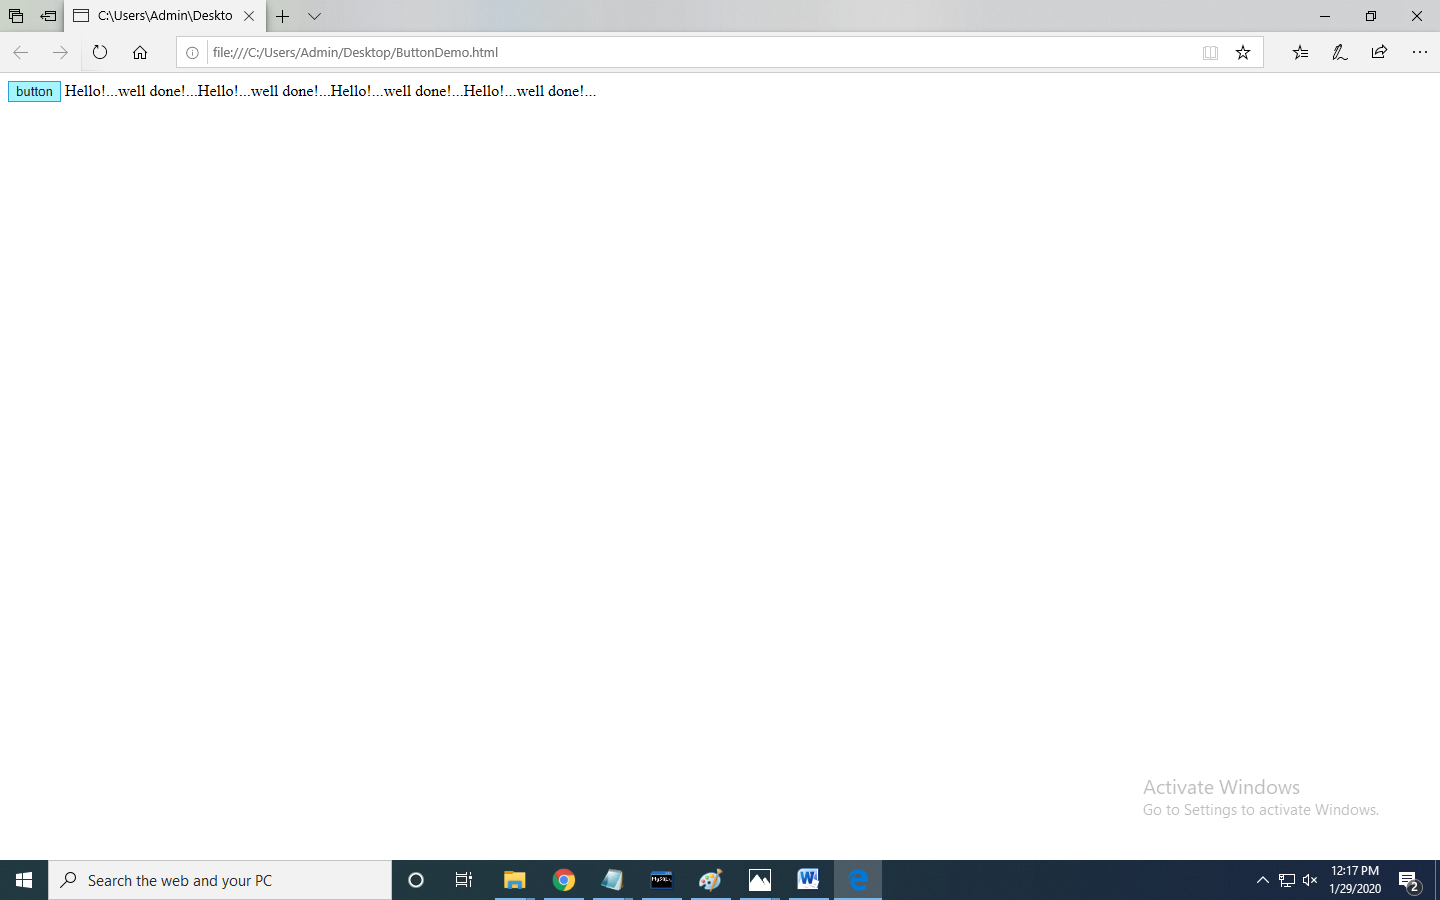 C:\Users\Admin\Deskto
file:///C:/Users/Admin/Desktop/ButtonDemo.html
button Hello!...well done!...Hello!...well done!...Hello!...well done!...Hello!...well done!...
Activate Windows
Go to Settings to activate Windows.
Search the web and your PC
MySQL
W
12:17 PM
1/29/2020
2